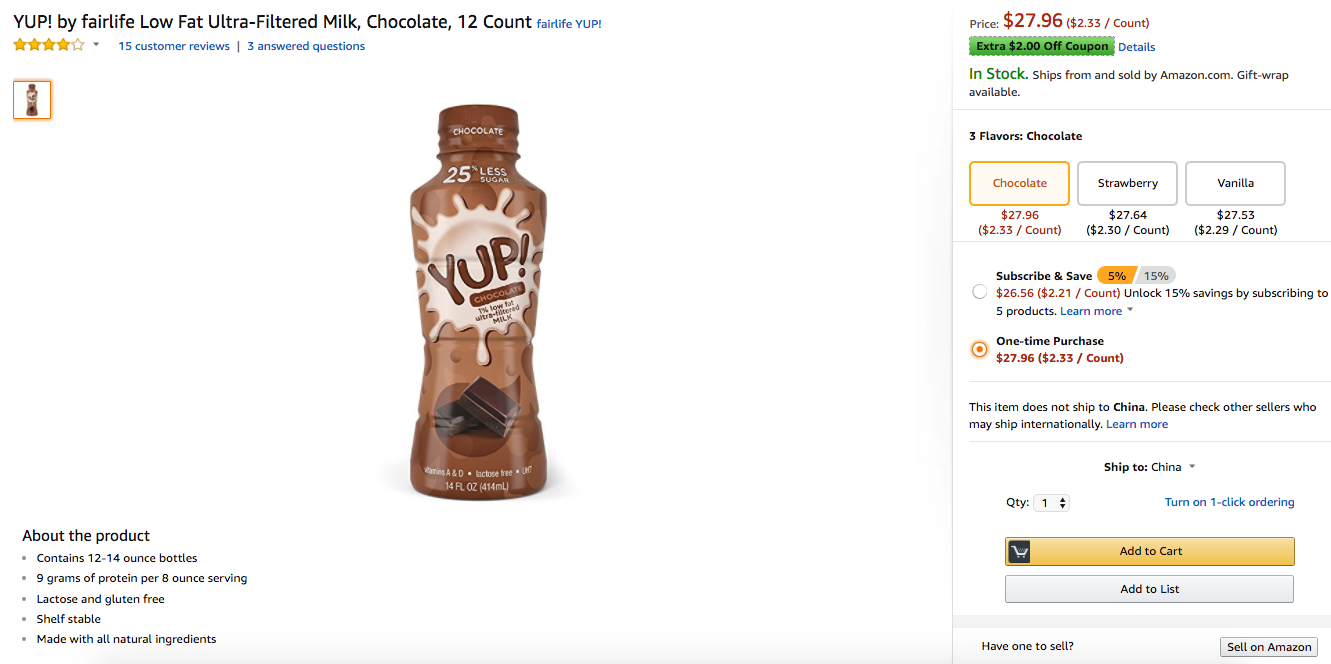 YUP! by fairlife Low Fat Ultra-Filtered Milk, Chocolate, 12 Count fairlife YUP!
15 customer reviews | 3 answered questions
CHOCOLATE
25% LESS
SUGAR
YUP!
CHOCOLATE
1% low fat
ultra-filtered
MILK
vitamins A & D • lactose free • UHT
14 FL OZ (414mL)
About the product
Contains 12-14 ounce bottles
9 grams of protein per 8 ounce serving
Lactose and gluten free
Shelf stable
Made with all natural ingredients
Price: $27.96 ($2.33 / Count)
Extra $2.00 Off Coupon Details
In Stock. Ships from and sold by Amazon.com. Gift-wrap
available.
3 Flavors: Chocolate
Chocolate Strawberry Vanilla
$27.96 $27.64 $27.53
($2.33 / Count) ($2.30 / Count) ($2.29 / Count)
Subscribe & Save 5% 15%
$26.56 ($2.21 / Count) Unlock 15% savings by subscribing to
5 products. Learn more
One-time Purchase
$27.96 ($2.33 / Count)
This item does not ship to China. Please check other sellers who
may ship internationally. Learn more
Ship to: China
Qty: 1 Turn on 1-click ordering
Add to Cart
Add to List
Have one to sell? Sell on Amazon